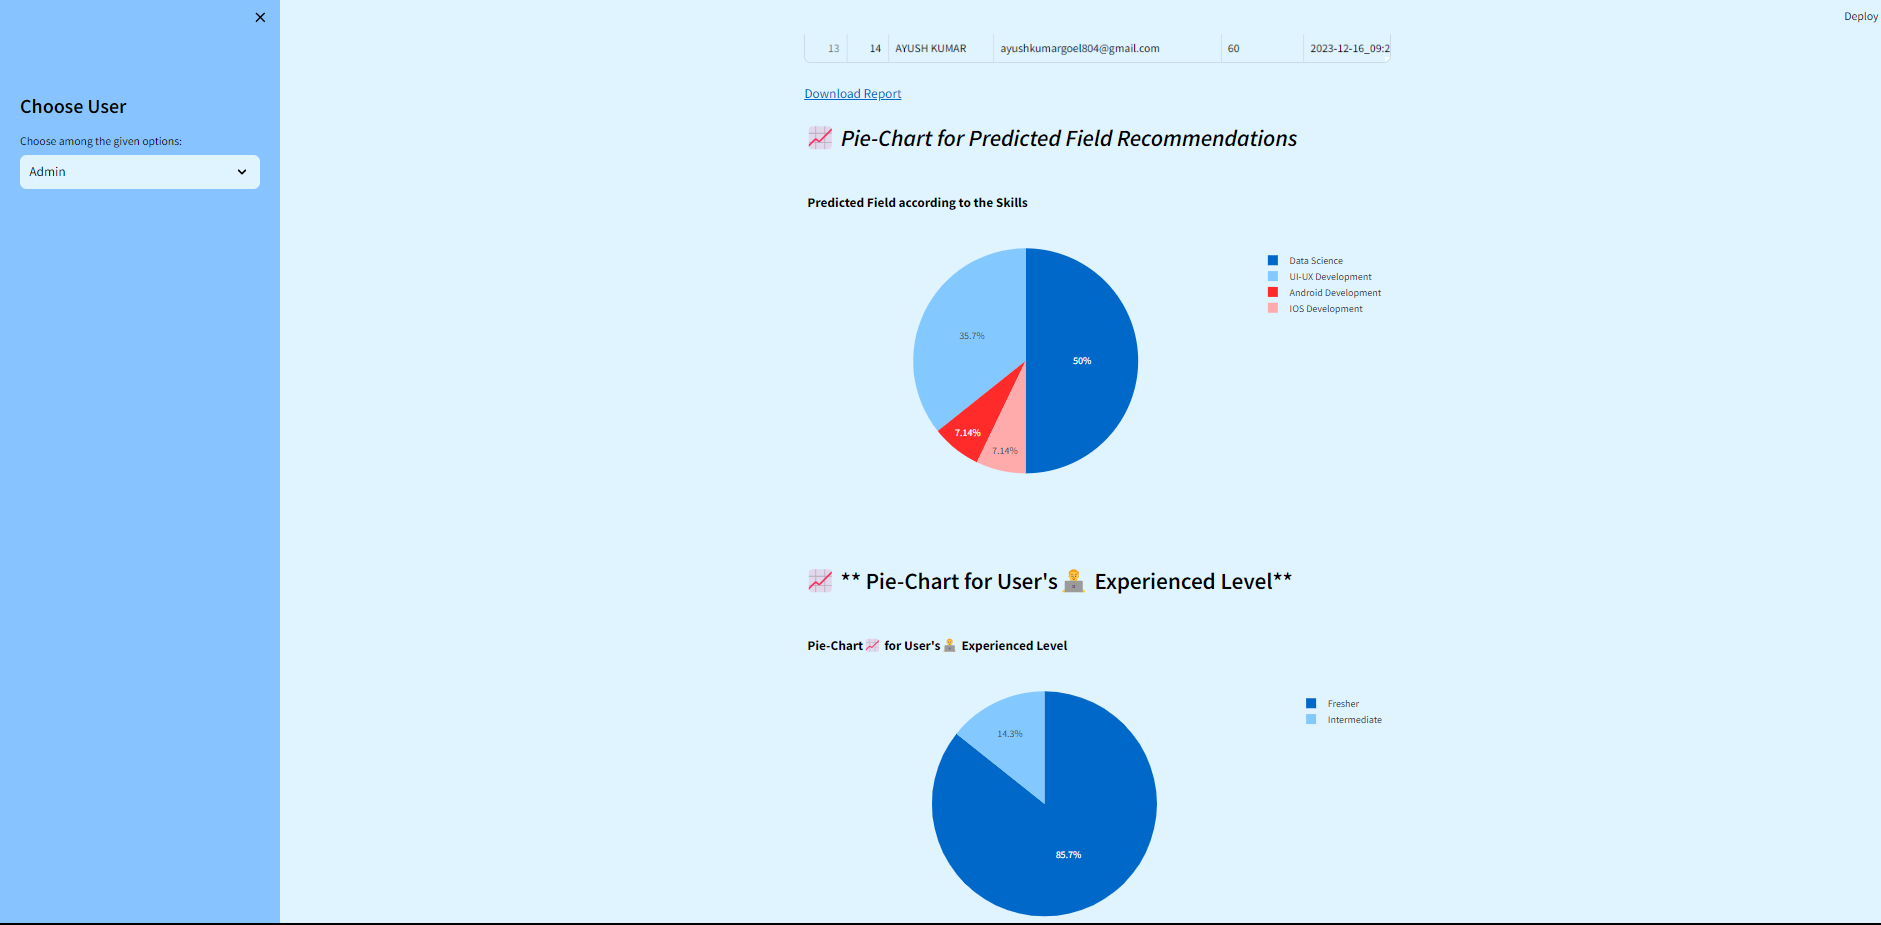 Deploy
Choose User
Choose among the given options:
Admin
13 14 AYUSH KUMAR ayushkumargoel804@gmail.com 60 2023-12-16_09:2
Download Report
📈 Pie-Chart for Predicted Field Recommendations
Predicted Field according to the Skills
Data Science
UI-UX Development
Android Development
IOS Development
35.7%
50%
7.14%
7.14%
📈 ** Pie-Chart for User's 👨‍💻 Experienced Level**
Pie-Chart 📈 for User's 👨‍💻 Experienced Level
Fresher
Intermediate
14.3%
85.7%